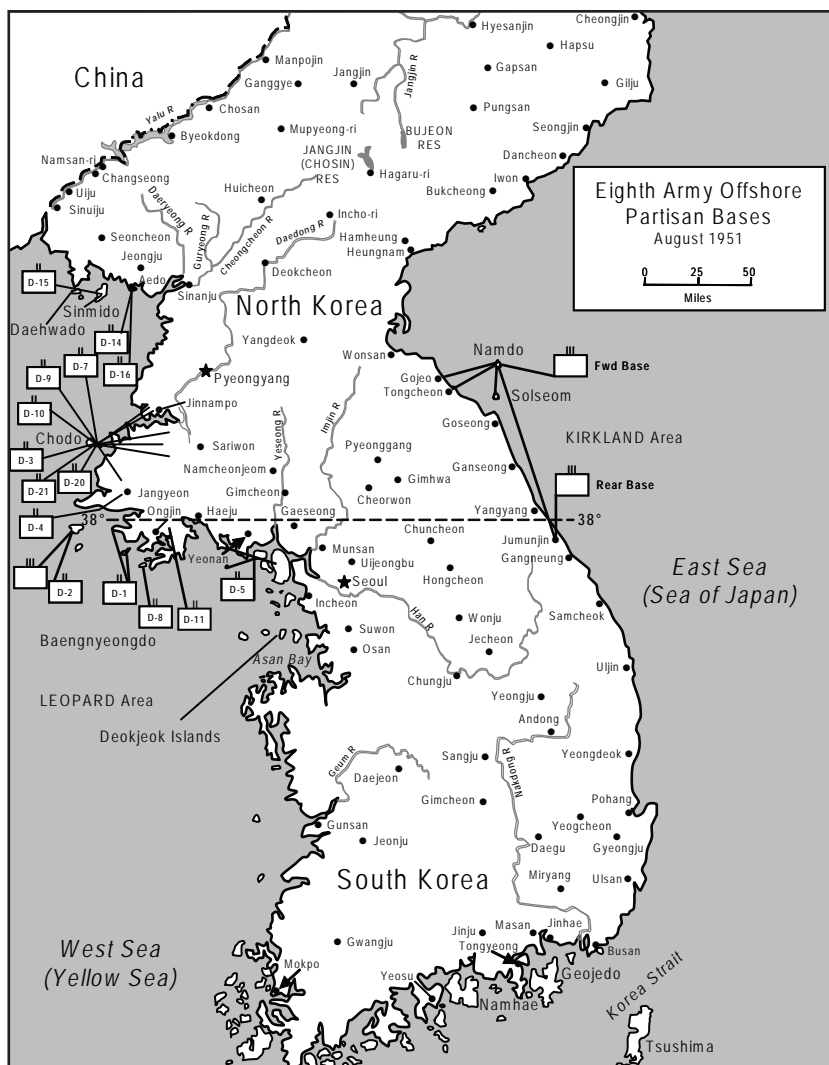 Cheongjin
Hyesanjin
Hapsu
China
Manpojin
Jangjin R
Gapsan
Ganggye
Jangjin
Gilju
Chosan
Pungsan
Yalu R
Mupyeong-ri
Seongjin
Byeokdong
BUJEON
RES
JANGJIN
(CHOSIN)
RES
Dancheon
Namsan-ri
Changseong
Hagaru-ri
Iwon
Bukcheong
Uiju
Daeryeong R
Huicheon
Sinuiju
Guryeong R
Cheongcheon R
Incho-ri
Daedong R
Seoncheon
Hamheung
Heungnam
Jeongju
Deokcheon
Eighth Army Offshore
Partisan Bases
August 1951
0 25 50
Miles
D-15
Aedo
Sinanju
Sinmido
North Korea
Daehwado
D-14
Yangdeok
Wonsan
Namdo
D-7
Fwd Base
D-9
D-16
Pyeongyang
Gojeo
Tongcheon
Solseom
D-10
Jinnampo
Imjin R
Yeseong R
Goseong
Chodo
KIRKLAND Area
D-3
Sariwon
Pyeonggang
D-20
Namcheonjeom
Gimhwa
Ganseong
D-21
Jangyeon
Gimcheon
Cheorwon
Rear Base
D-4
Ongjin
Haeju
Gaeseong
Yangyang
38°
38°
Chuncheon
Jumunjin
Yeonan
Munsan
Uijeongbu
Gangneung
East Sea
(Sea of Japan)
D-2
D-1
D-5
Seoul
Hongcheon
D-8
D-11
Incheon
Samcheok
Han R
Wonju
Baengnyeongdo
Suwon
Jecheon
Asan Bay
Osan
Uljin
Chungju
LEOPARD Area
Yeongju
Deokjeok Islands
Andong
Geum R
Sangju
Nakdong R
Yeongdeok
Daejeon
Gimcheon
Pohang
Yeogcheon
Gunsan
Jeonju
Daegu
Gyeongju
South Korea
Miryang
Ulsan
West Sea
(Yellow Sea)
Gwangju
Jinju
Masan
Jinhae
Tongyeong
Busan
Mokpo
Geojedo
Yeosu
Namhae
Korea Strait
Tsushima